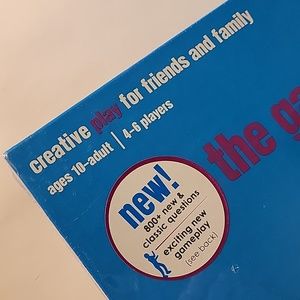 creative play for friends and family
ages 10-adult | 4-6 players
the
new!
800+ new &
classic questions
exciting new
gameplay
(see back)